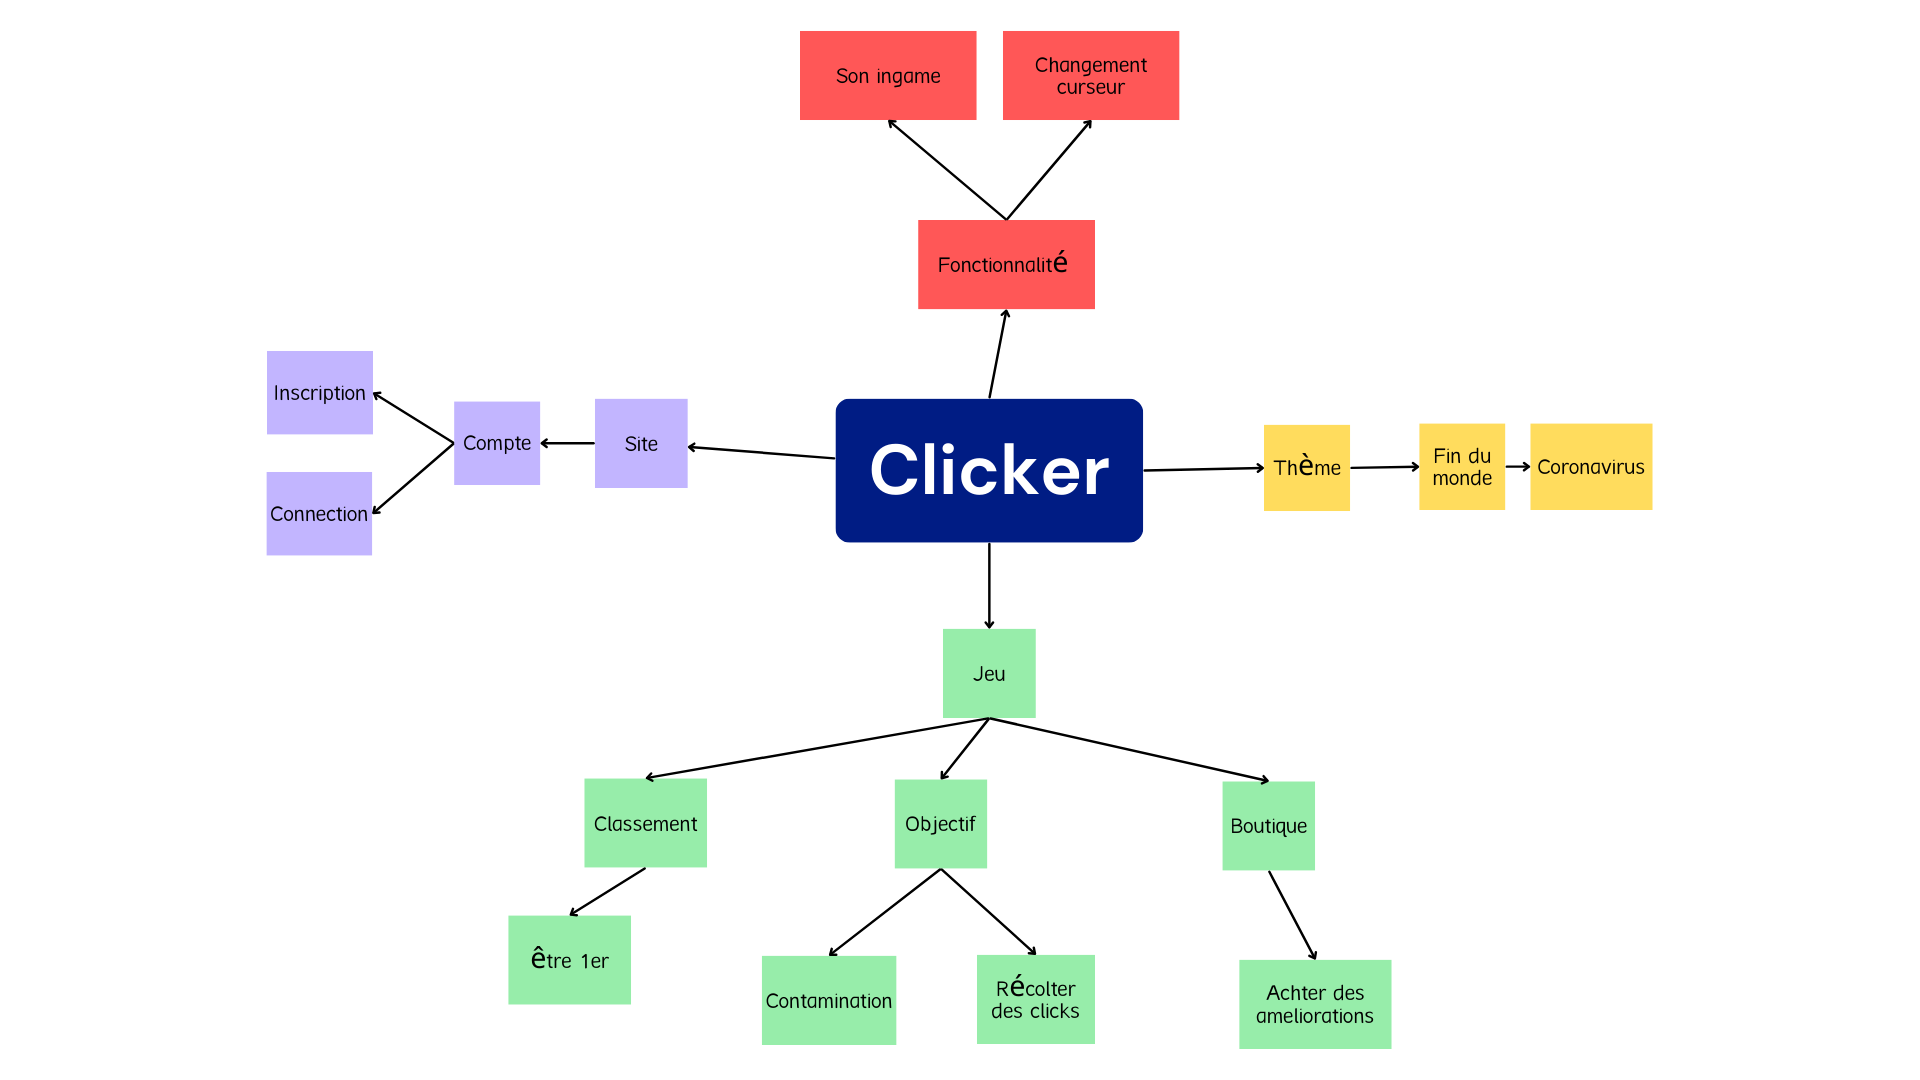 Son ingame
Changement
curseur
Fonctionnalité
Inscription
Compte
Site
Connection
Clicker
Thème
Fin du
monde
Coronavirus
Jeu
Classement
Objectif
Boutique
être 1er
Contamination
Récolter
des clicks
Achter des
ameliorations